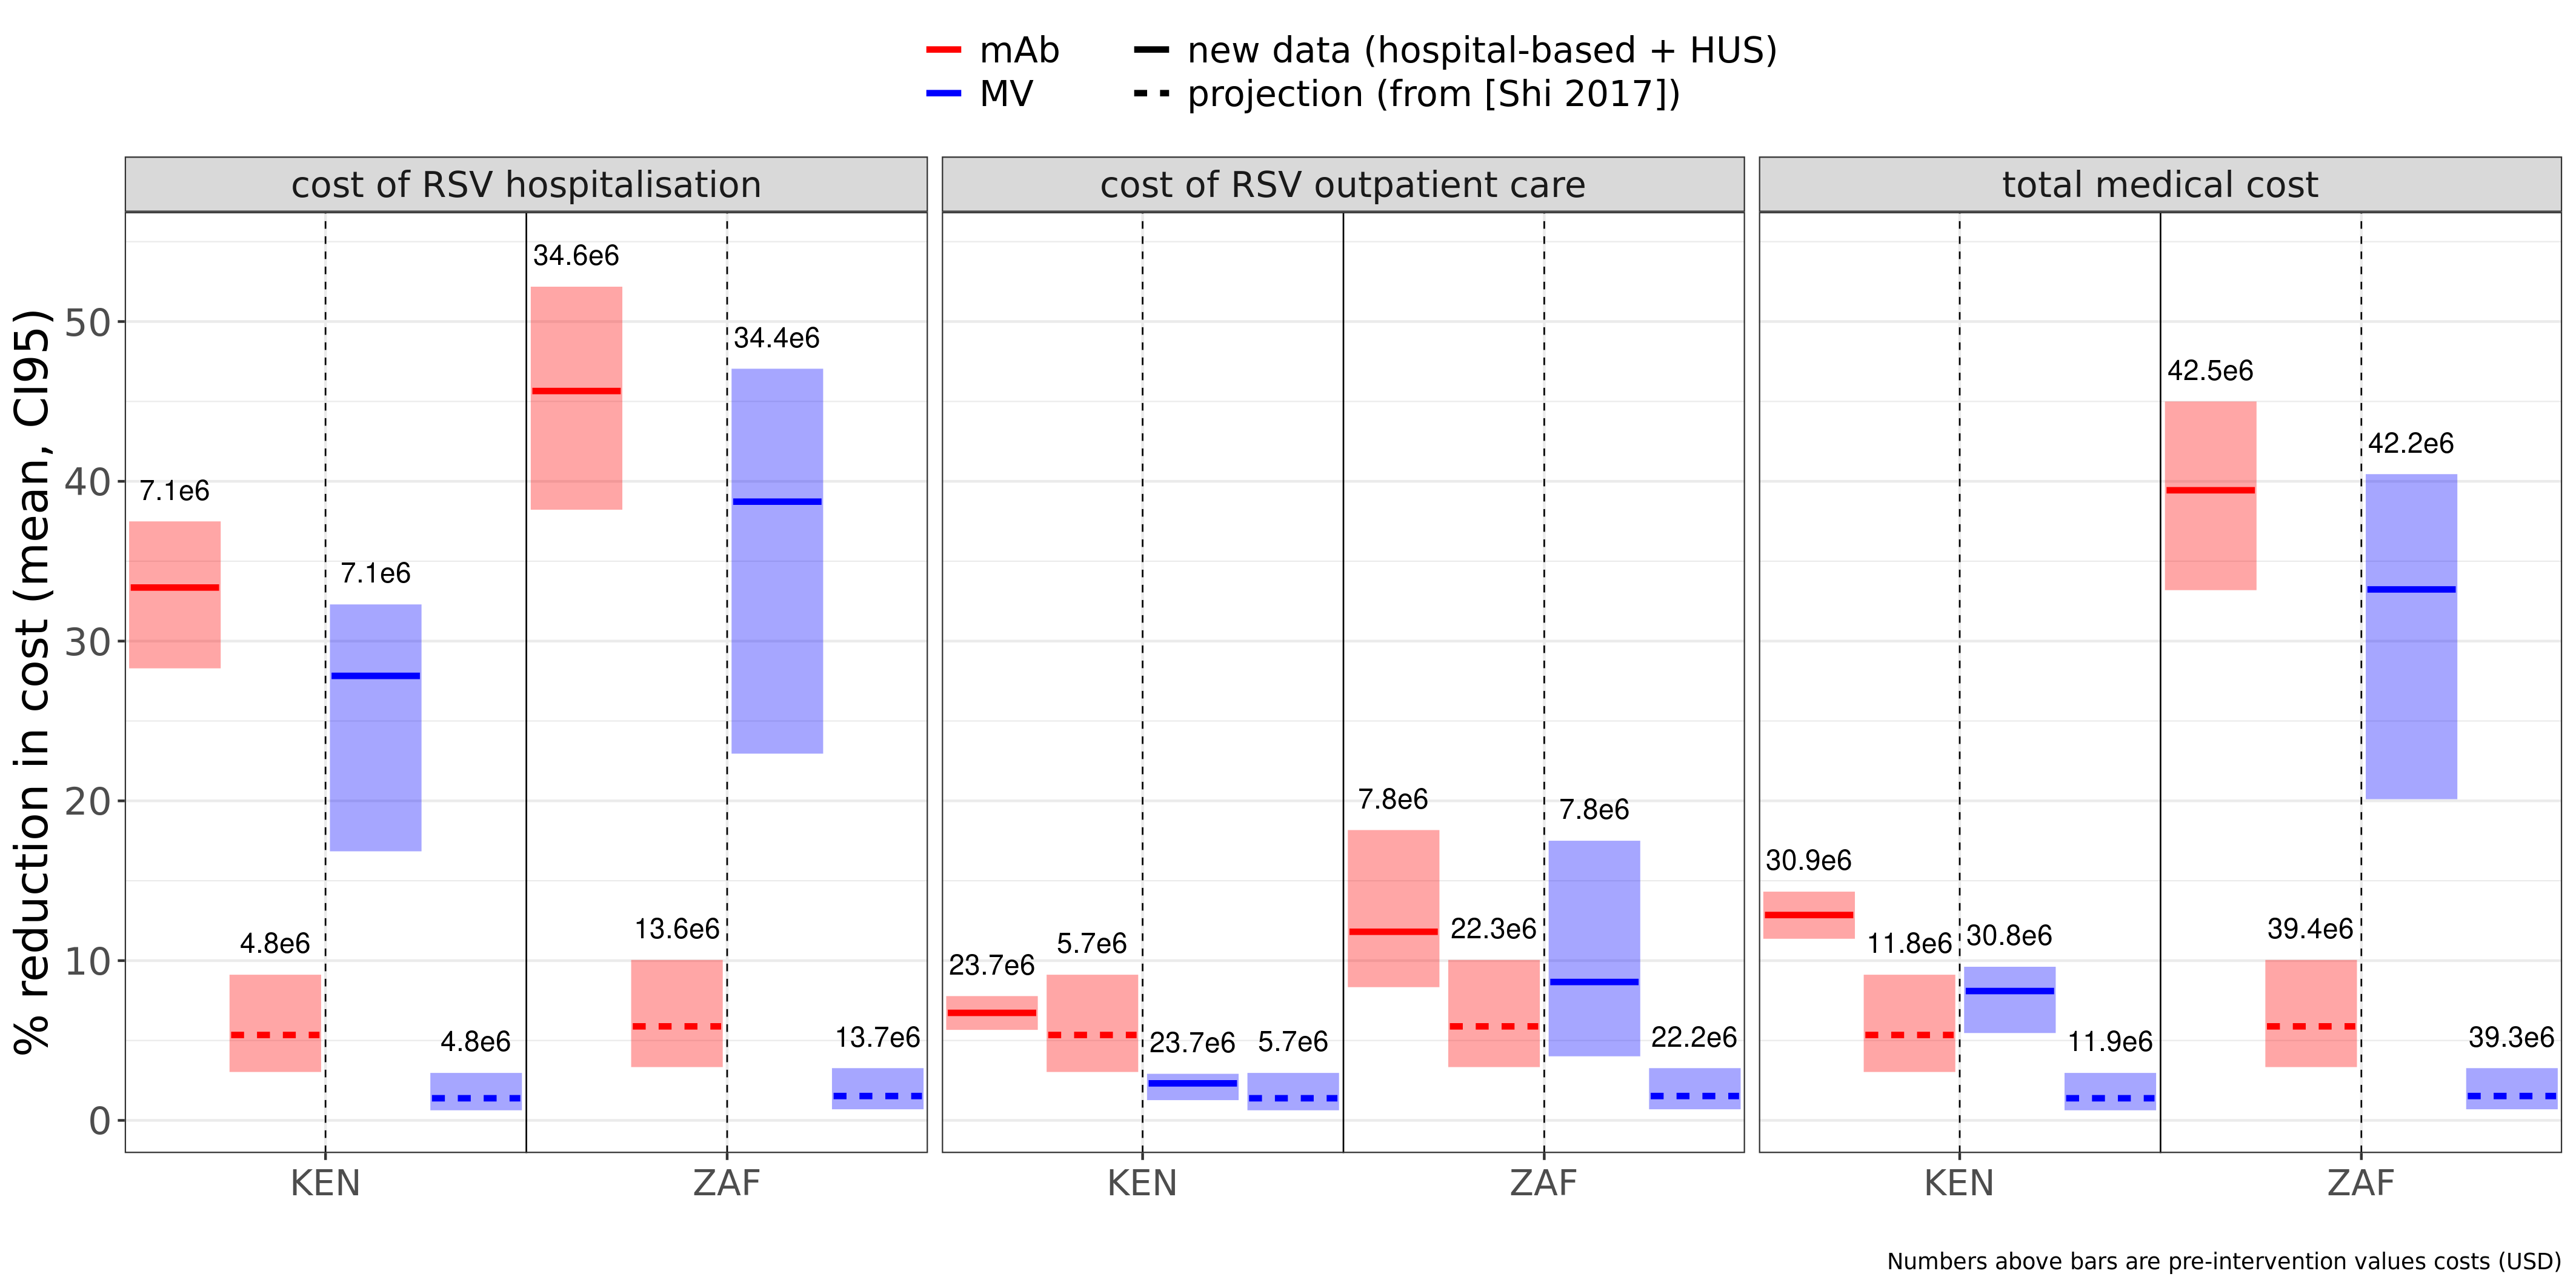 mAb
MV
new data (hospital-based + HUS)
projection (from [Shi 2017])
% reduction in cost (mean, CI95)
cost of RSV hospitalisation
cost of RSV outpatient care
total medical cost
50
40
30
20
10
0
7.1e6
4.8e6
7.1e6
4.8e6
34.6e6
13.6e6
34.4e6
13.7e6
23.7e6
5.7e6
23.7e6
5.7e6
7.8e6
22.3e6
7.8e6
22.2e6
30.9e6
11.8e6
30.8e6
11.9e6
42.5e6
39.4e6
42.2e6
39.3e6
KEN
ZAF
KEN
ZAF
KEN
ZAF
Numbers above bars are pre-intervention values costs (USD)